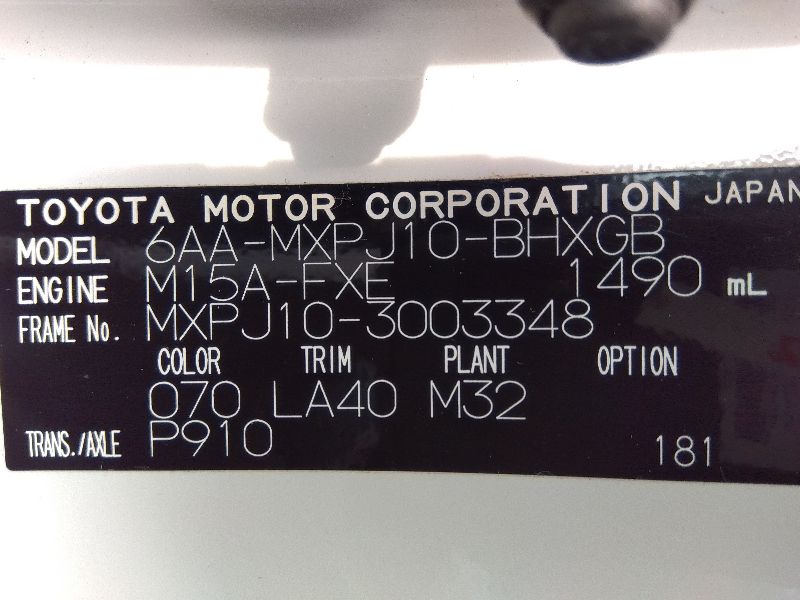 TOYOTA MOTOR CORPORATION JAPAN
MODEL 6AA-MXPJ10-BHXGB
ENGINE M15A-FXE 1490 mL
FRAME No. MXPJ10-3003348
COLOR TRIM PLANT OPTION
070 LA40 M32
TRANS./AXLE P910 181